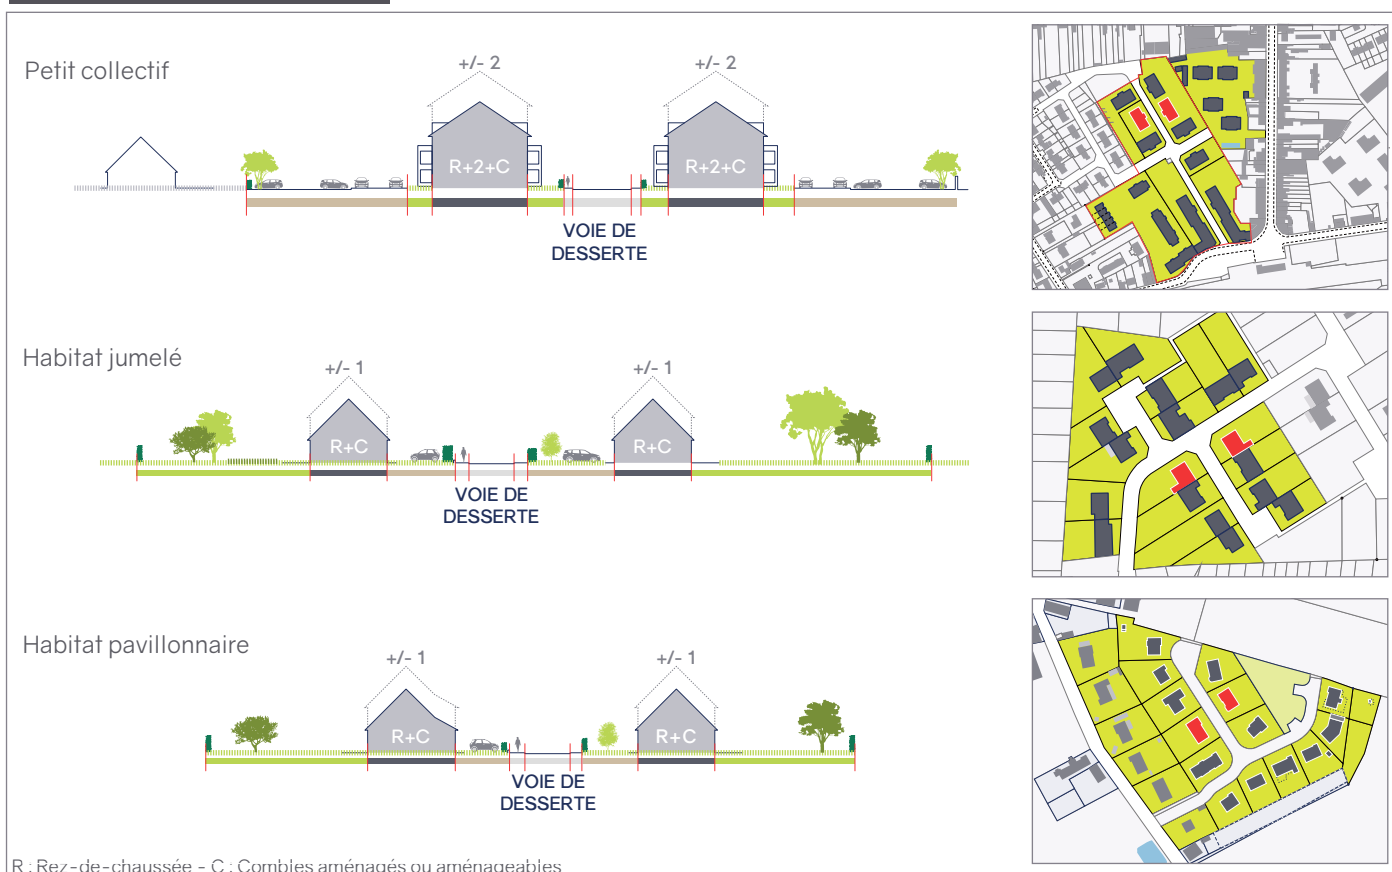 Petit collectif
+/- 2
+/- 2
R+2+C
R+2+C
VOIE DE
DESSERTE
Habitat jumelé
+/- 1
+/- 1
R+C
R+C
VOIE DE
DESSERTE
Habitat pavillonnaire
+/- 1
+/- 1
R+C
R+C
VOIE DE
DESSERTE
R : Rez-de-chaussée - C : Combles aménagés ou aménageables